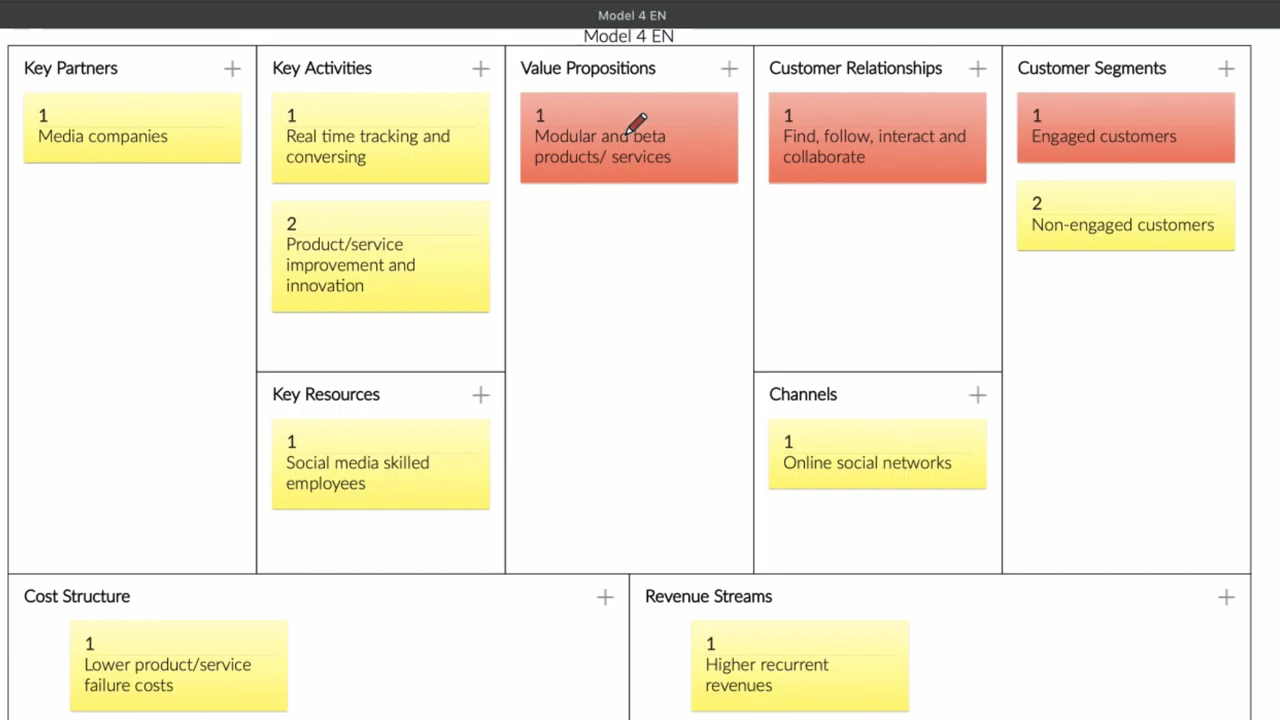 Model 4 EN
Model 4 EN
Key Partners
1
Media companies
Key Activities
1
Real time tracking and
conversing
2
Product/service
improvement and
innovation
Key Resources
1
Social media skilled
employees
Value Propositions
1
Modular and beta
products/ services
Customer Relationships
1
Find, follow, interact and
collaborate
Channels
1
Online social networks
Customer Segments
1
Engaged customers
2
Non-engaged customers
Cost Structure
1
Lower product/service
failure costs
Revenue Streams
1
Higher recurrent
revenues